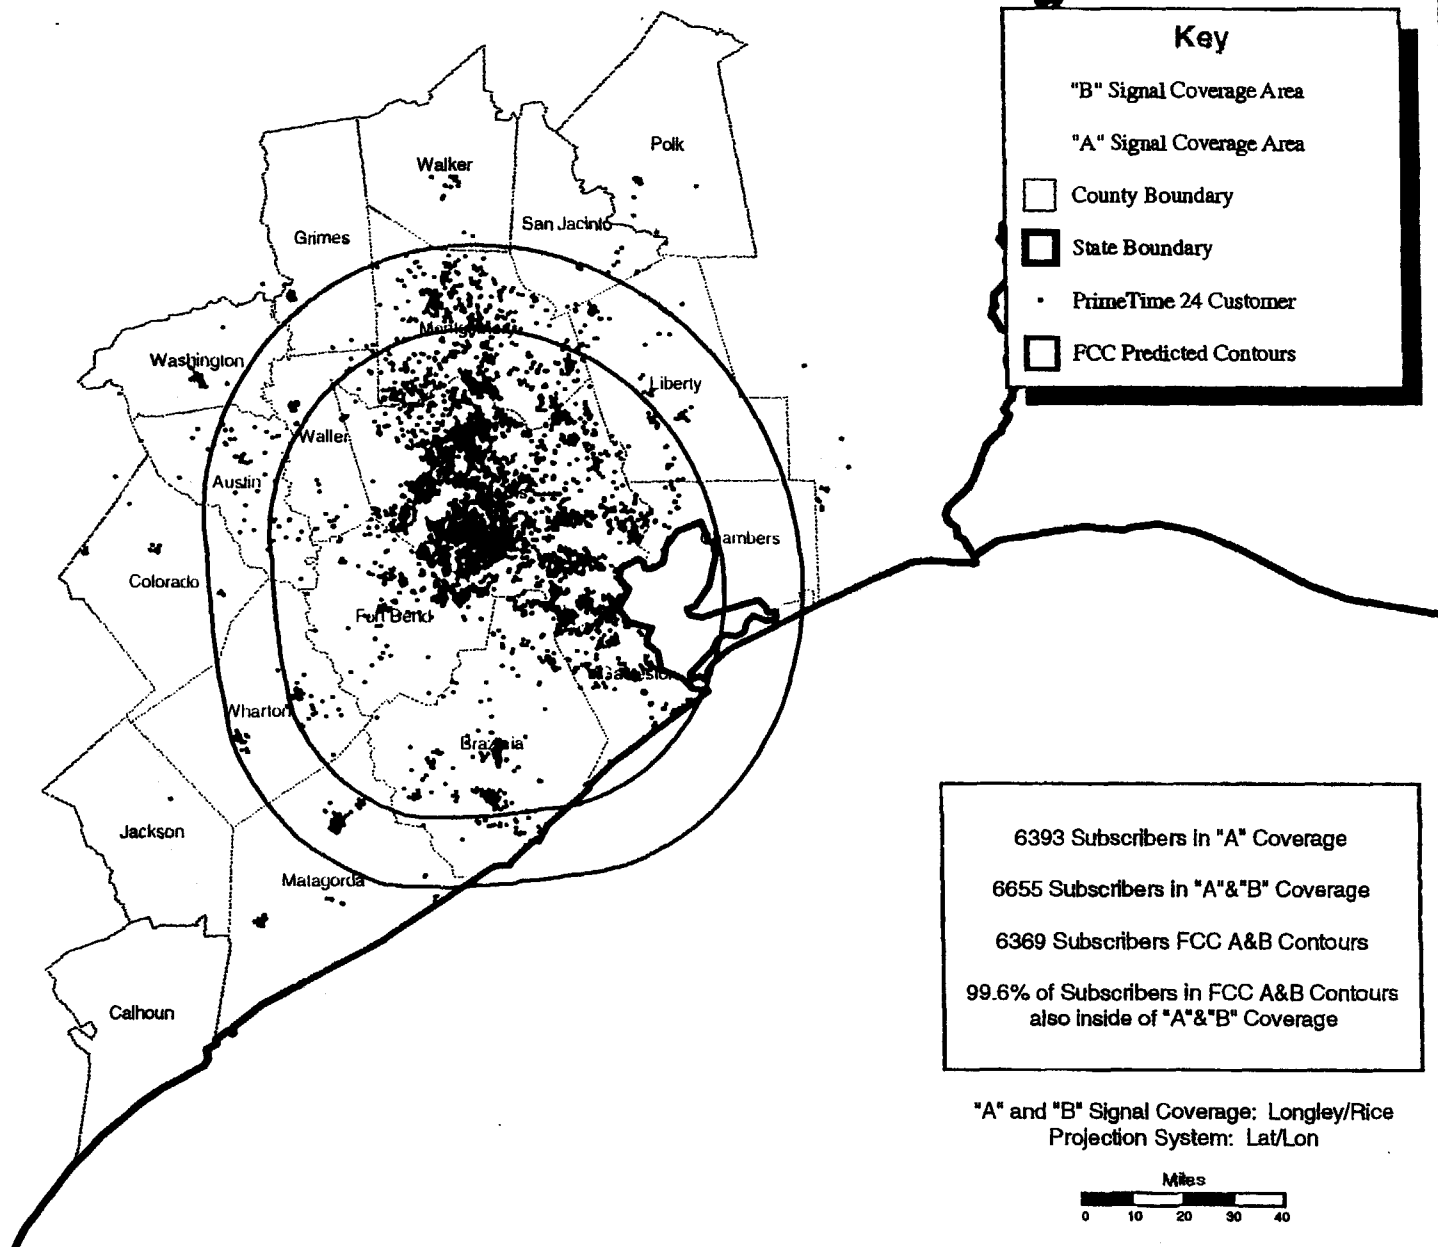 Key
"B" Signal Coverage Area
"A" Signal Coverage Area
County Boundary
State Boundary
PrimeTime 24 Customer
FCC Predicted Contours
Polk
Walker
San Jacinto
Grimes
Montgomery
Washington
Liberty
Waller
Austin
Chambers
Colorado
Fort Bend
Galveston
Wharton
Brazoria
Jackson
Matagorda
Calhoun
6393 Subscribers in "A" Coverage
6655 Subscribers in "A"&"B" Coverage
6369 Subscribers FCC A&B Contours
99.6% of Subscribers in FCC A&B Contours
also inside of "A"&"B" Coverage
"A" and "B" Signal Coverage: Longley/Rice
Projection System: Lat/Lon
Miles
0 10 20 30 40